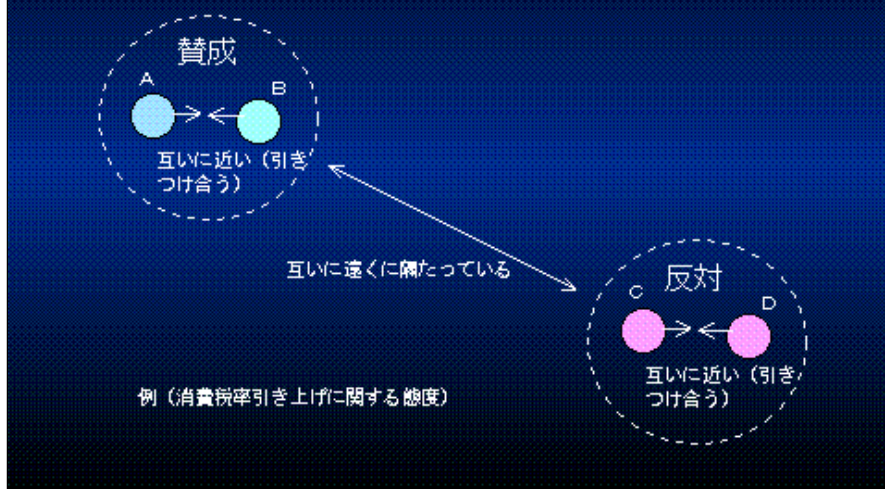 賛成
A
B
互いに近い（引き
つけ合う）
互いに遠くに隔たっている
反対
C
D
互いに近い（引き
つけ合う）
例（消費税率引き上げに関する態度）